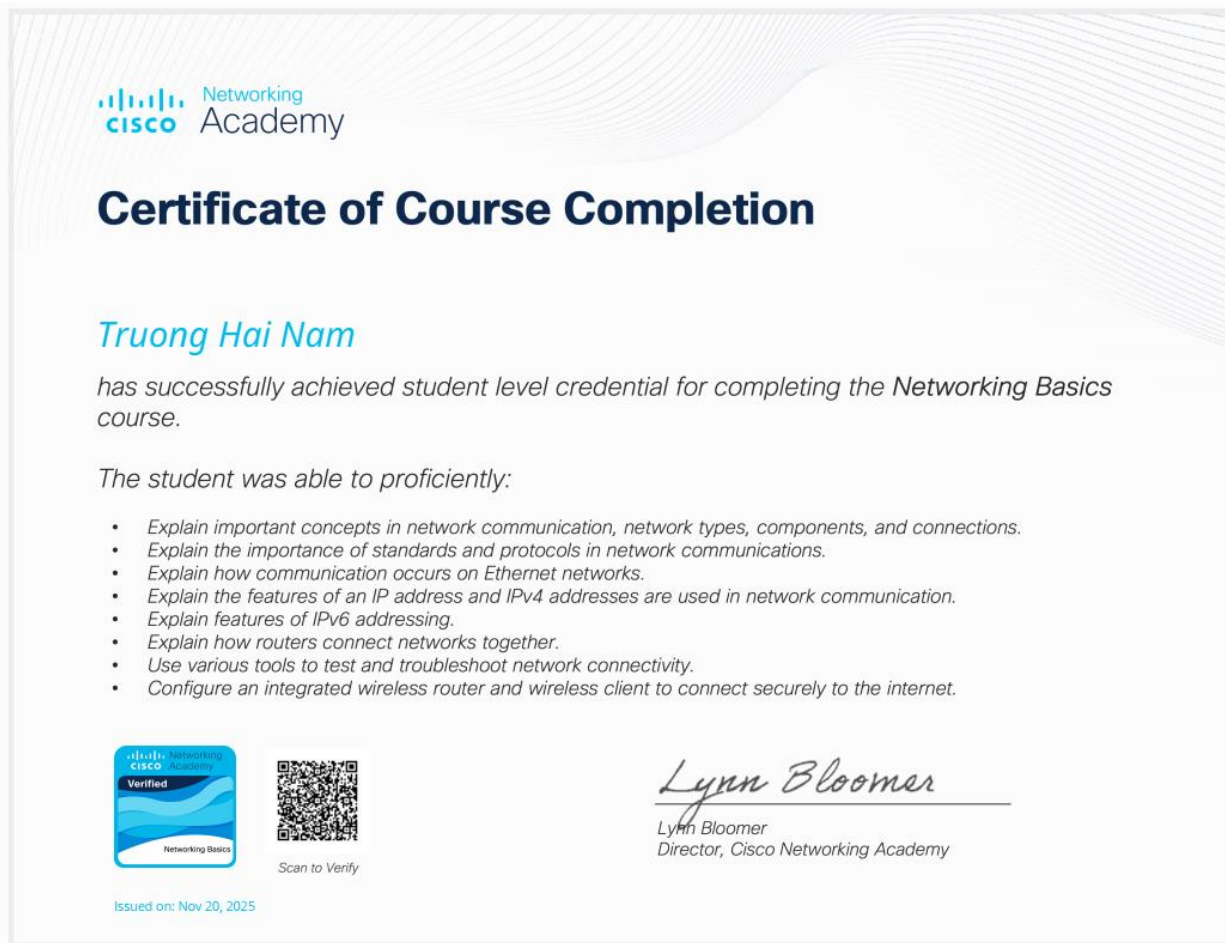 Networking
CISCO Academy
Certificate of Course Completion
Truong Hai Nam
has successfully achieved student level credential for completing the Networking Basics
course.
The student was able to proficiently:
• Explain important concepts in network communication, network types, components, and connections.
• Explain the importance of standards and protocols in network communications.
• Explain how communication occurs on Ethernet networks.
• Explain the features of an IP address and IPv4 addresses are used in network communication.
• Explain features of IPv6 addressing.
• Explain how routers connect networks together.
• Use various tools to test and troubleshoot network connectivity.
• Configure an integrated wireless router and wireless client to connect securely to the internet.
Networking
CISCO Academy
Verified
Networking Basics
Scan to Verify
Issued on: Nov 20, 2025
Lynn Bloomer
Lynn Bloomer
Director, Cisco Networking Academy